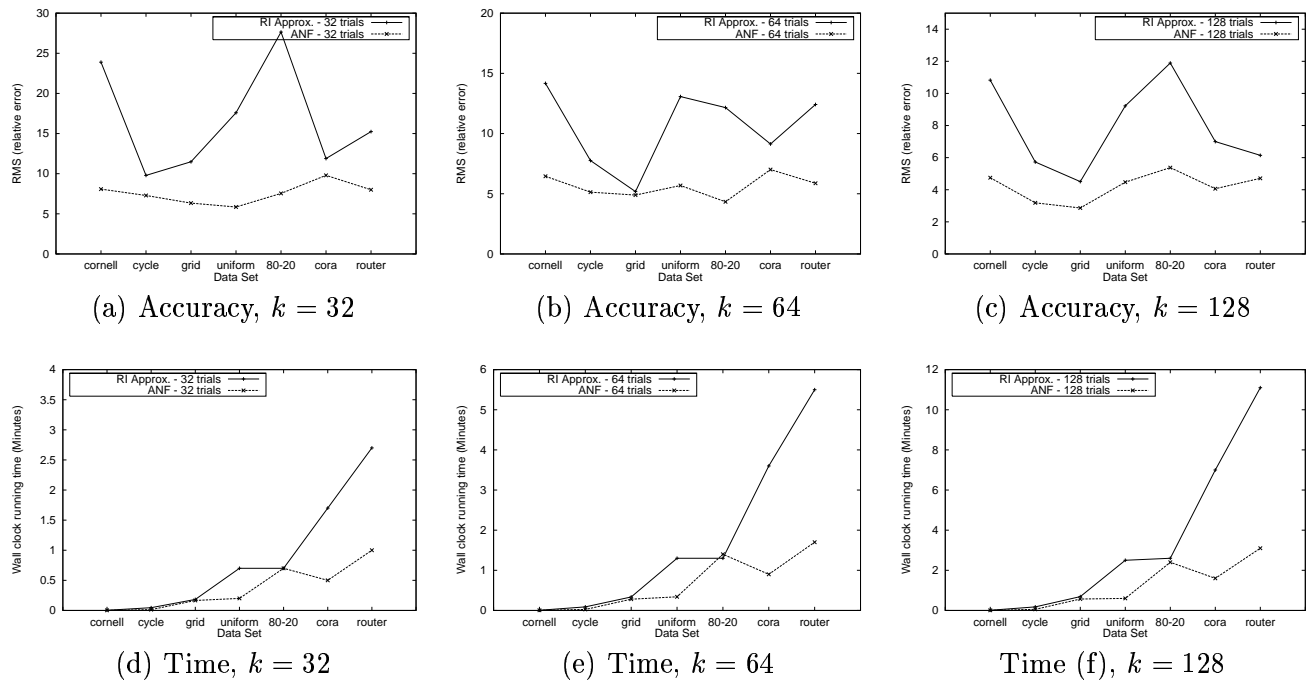 RI Approx. - 32 trials
ANF - 32 trials
RMS (relative error)
30
25
20
15
10
5
0
cornell cycle grid uniform 80-20 cora router
Data Set
(a) Accuracy, k = 32
RI Approx. - 64 trials
ANF - 64 trials
RMS (relative error)
20
15
10
5
0
cornell cycle grid uniform 80-20 cora router
Data Set
(b) Accuracy, k = 64
RI Approx. - 128 trials
ANF - 128 trials
RMS (relative error)
14
12
10
8
6
4
2
0
cornell cycle grid uniform 80-20 cora router
Data Set
(c) Accuracy, k = 128
RI Approx. - 32 trials
ANF - 32 trials
Wall clock running time (Minutes)
4
3.5
3
2.5
2
1.5
1
0.5
0
cornell cycle grid uniform 80-20 cora router
Data Set
(d) Time, k = 32
RI Approx. - 64 trials
ANF - 64 trials
Wall clock running time (Minutes)
6
5
4
3
2
1
0
cornell cycle grid uniform 80-20 cora router
Data Set
(e) Time, k = 64
RI Approx. - 128 trials
ANF - 128 trials
Wall clock running time (Minutes)
12
10
8
6
4
2
0
cornell cycle grid uniform 80-20 cora router
Data Set
Time (f), k = 128